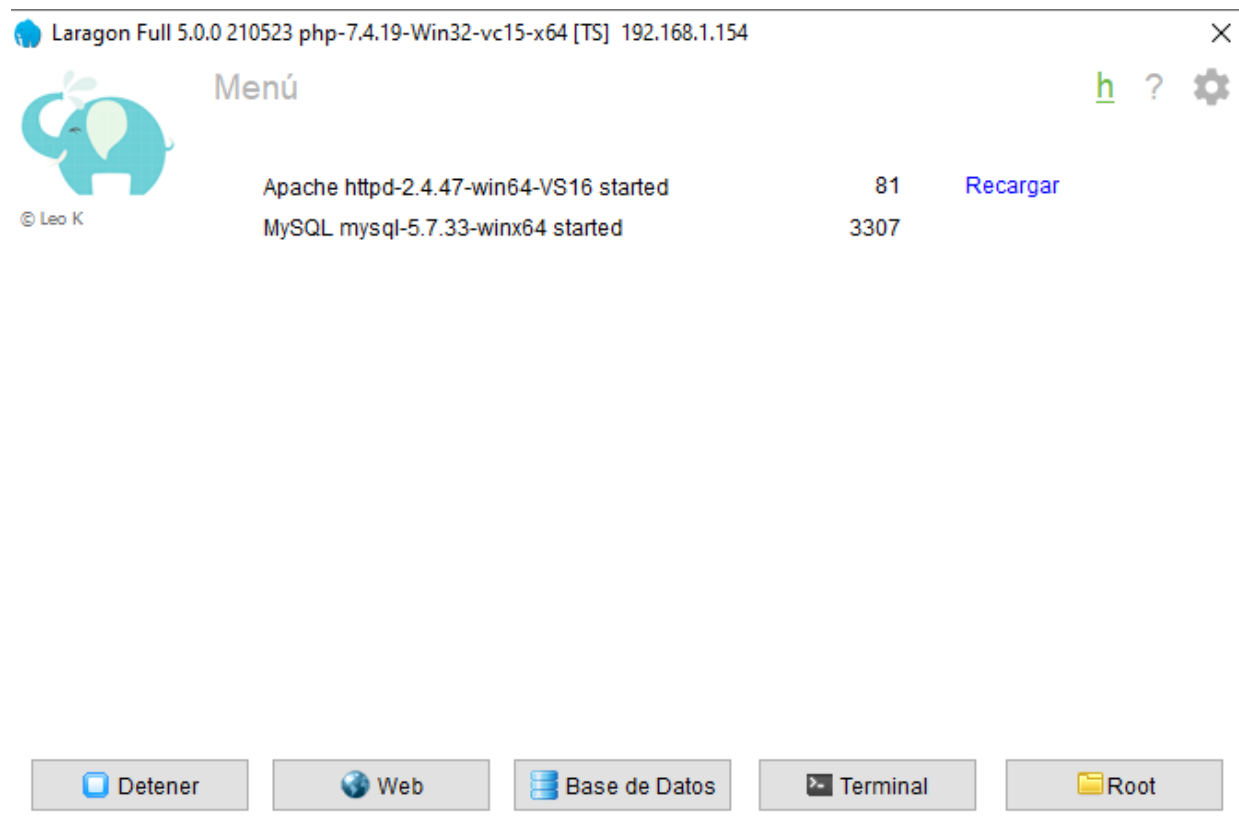 Laragon Full 5.0.0 210523 php-7.4.19-Win32-vc15-x64 [TS] 192.168.1.154
Menú
h ?
Apache httpd-2.4.47-win64-VS16 started 81 Recargar
© Leo K
MySQL mysql-5.7.33-winx64 started 3307
Detener Web Base de Datos Terminal Root